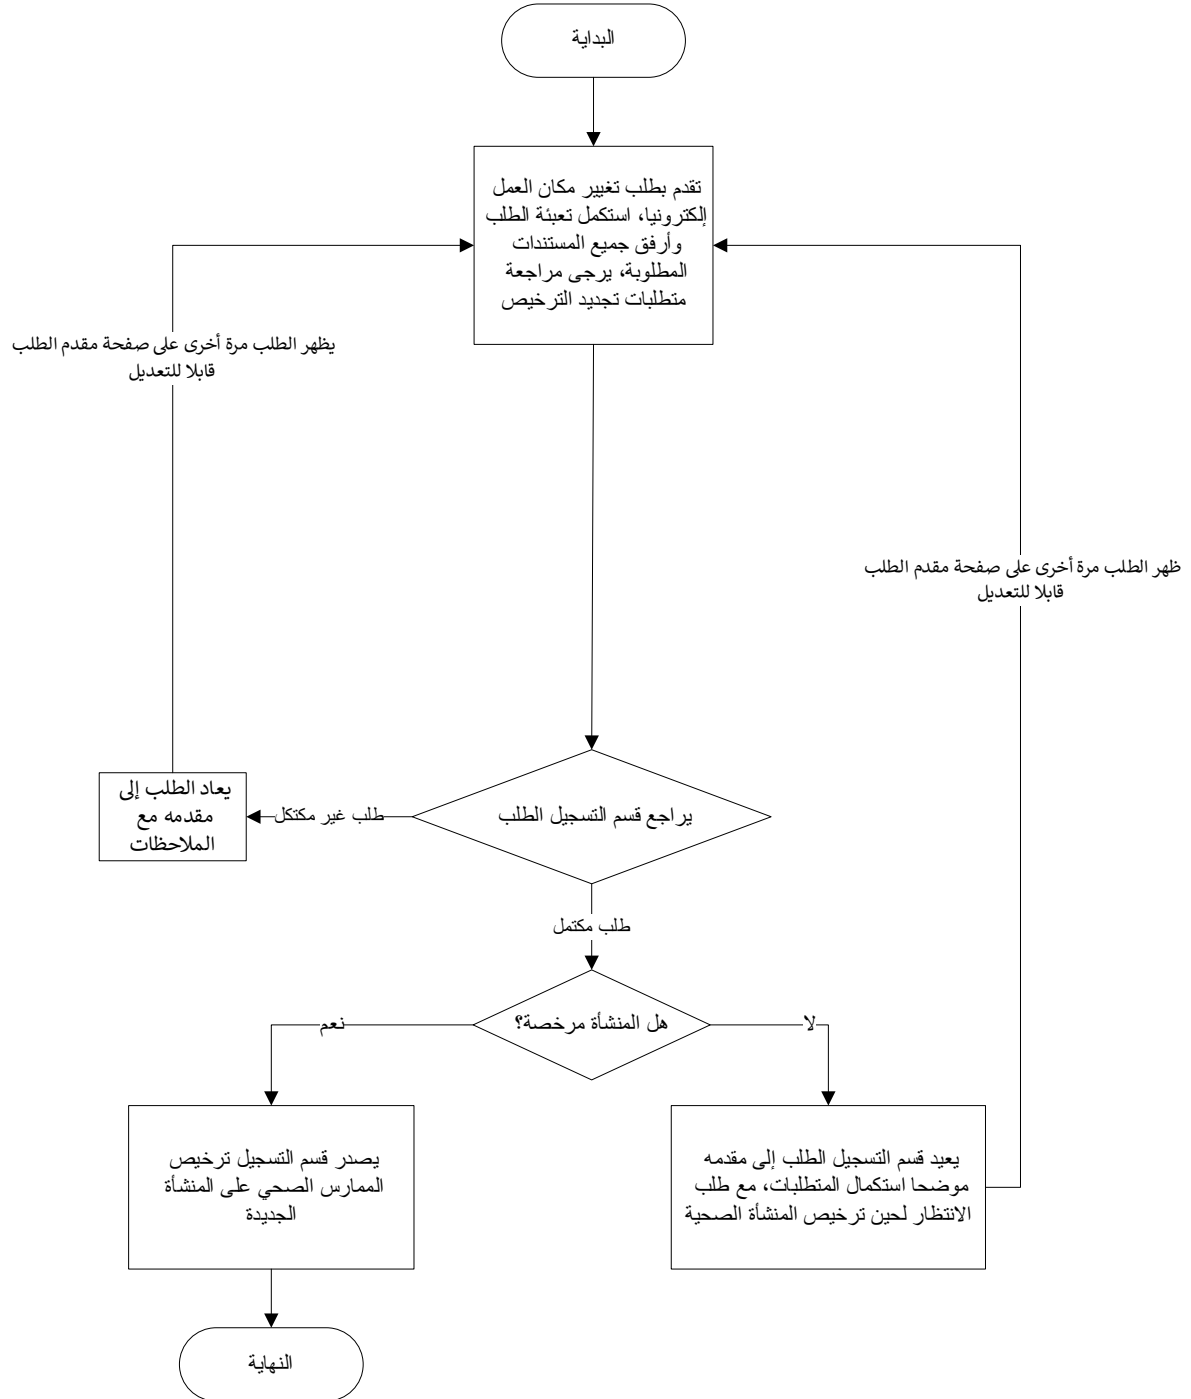 البداية
تقدم بطلب تغيير مكان العمل
إلكترونيا، استكمل تعبئة الطلب
وأرفق جميع المستندات
المطلوبة، يرجى مراجعة
متطلبات تجديد الترخيص
يظهر الطلب مرة أخرى على صفحة مقدم الطلب
قابلا للتعديل
ظهر الطلب مرة أخرى على صفحة مقدم الطلب
قابلا للتعديل
يراجع قسم التسجيل الطلب
طلب غير مكتكل
يعاد الطلب إلى
مقدمه مع
الملاحظات
طلب مكتمل
هل المنشأة مرخصة؟
لا
نعم
يعيد قسم التسجيل الطلب إلى مقدمه
موضحا استكمال المتطلبات، مع طلب
الانتظار لحين ترخيص المنشأة الصحية
يصدر قسم التسجيل ترخيص
الممارس الصحي على المنشأة
الجديدة
النهاية